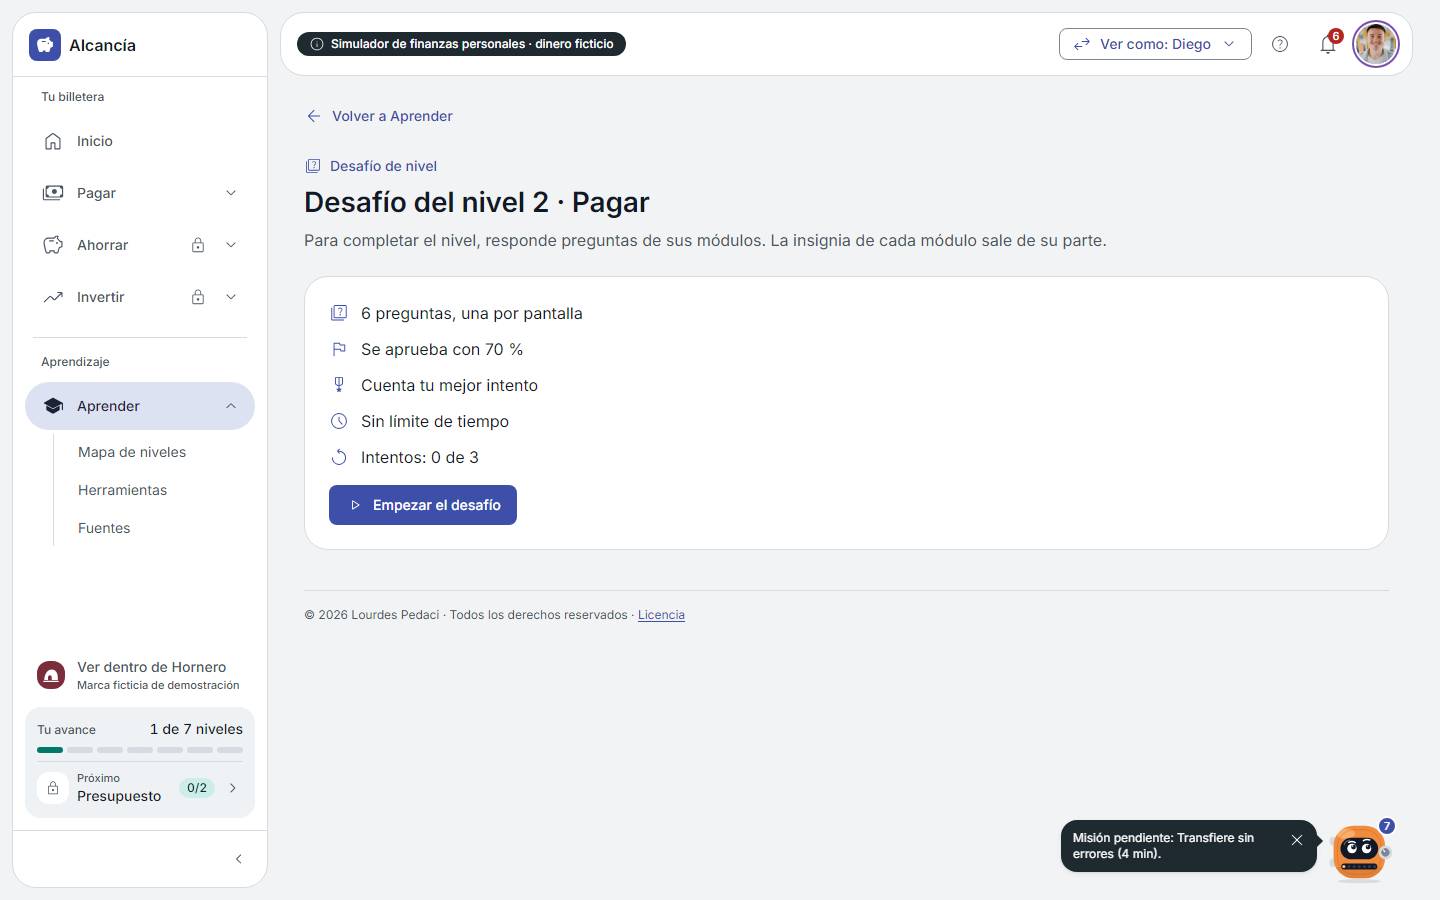 Alcancía
Simulador de finanzas personales · dinero ficticio
Ver como: Diego
6
Tu billetera
Inicio
Pagar
Ahorrar
Invertir
Aprendizaje
Aprender
Mapa de niveles
Herramientas
Fuentes
Ver dentro de Hornero
Marca ficticia de demostración
Tu avance
1 de 7 niveles
Próximo
Presupuesto
0/2
Volver a Aprender
Desafío de nivel
Desafío del nivel 2 · Pagar
Para completar el nivel, responde preguntas de sus módulos. La insignia de cada módulo sale de su parte.
6 preguntas, una por pantalla
Se aprueba con 70 %
Cuenta tu mejor intento
Sin límite de tiempo
Intentos: 0 de 3
Empezar el desafío
© 2026 Lourdes Pedaci · Todos los derechos reservados · Licencia
Misión pendiente: Transfiere sin
errores (4 min).
7